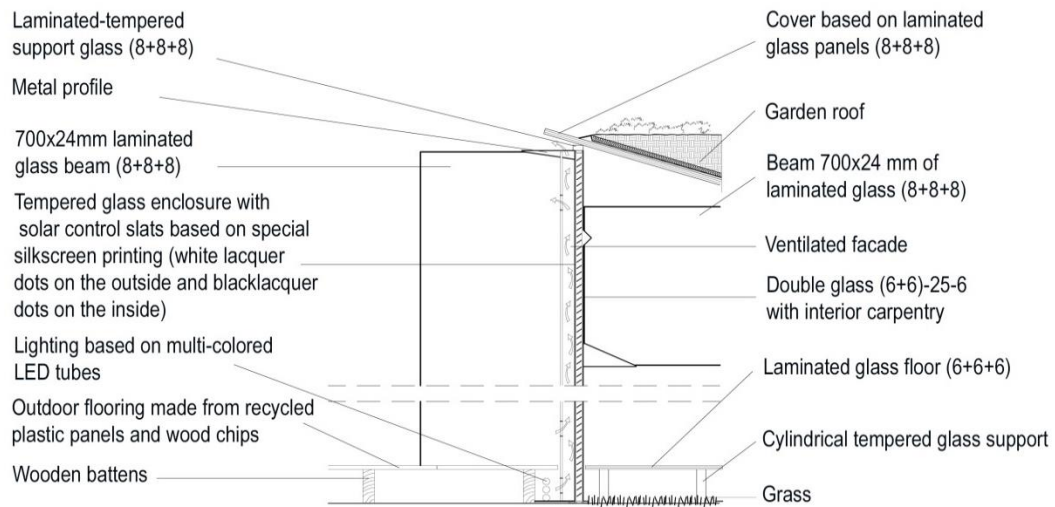 Laminated-tempered
support glass (8+8+8)
Metal profile
700x24mm laminated
glass beam (8+8+8)
Tempered glass enclosure with
solar control slats based on special
silkscreen printing (white lacquer
dots on the outside and blacklacquer
dots on the inside)
Lighting based on multi-colored
LED tubes
Outdoor flooring made from recycled
plastic panels and wood chips
Wooden battens
Cover based on laminated
glass panels (8+8+8)
Garden roof
Beam 700x24 mm of
laminated glass (8+8+8)
Ventilated facade
Double glass (6+6)-25-6
with interior carpentry
Laminated glass floor (6+6+6)
Cylindrical tempered glass support
Grass